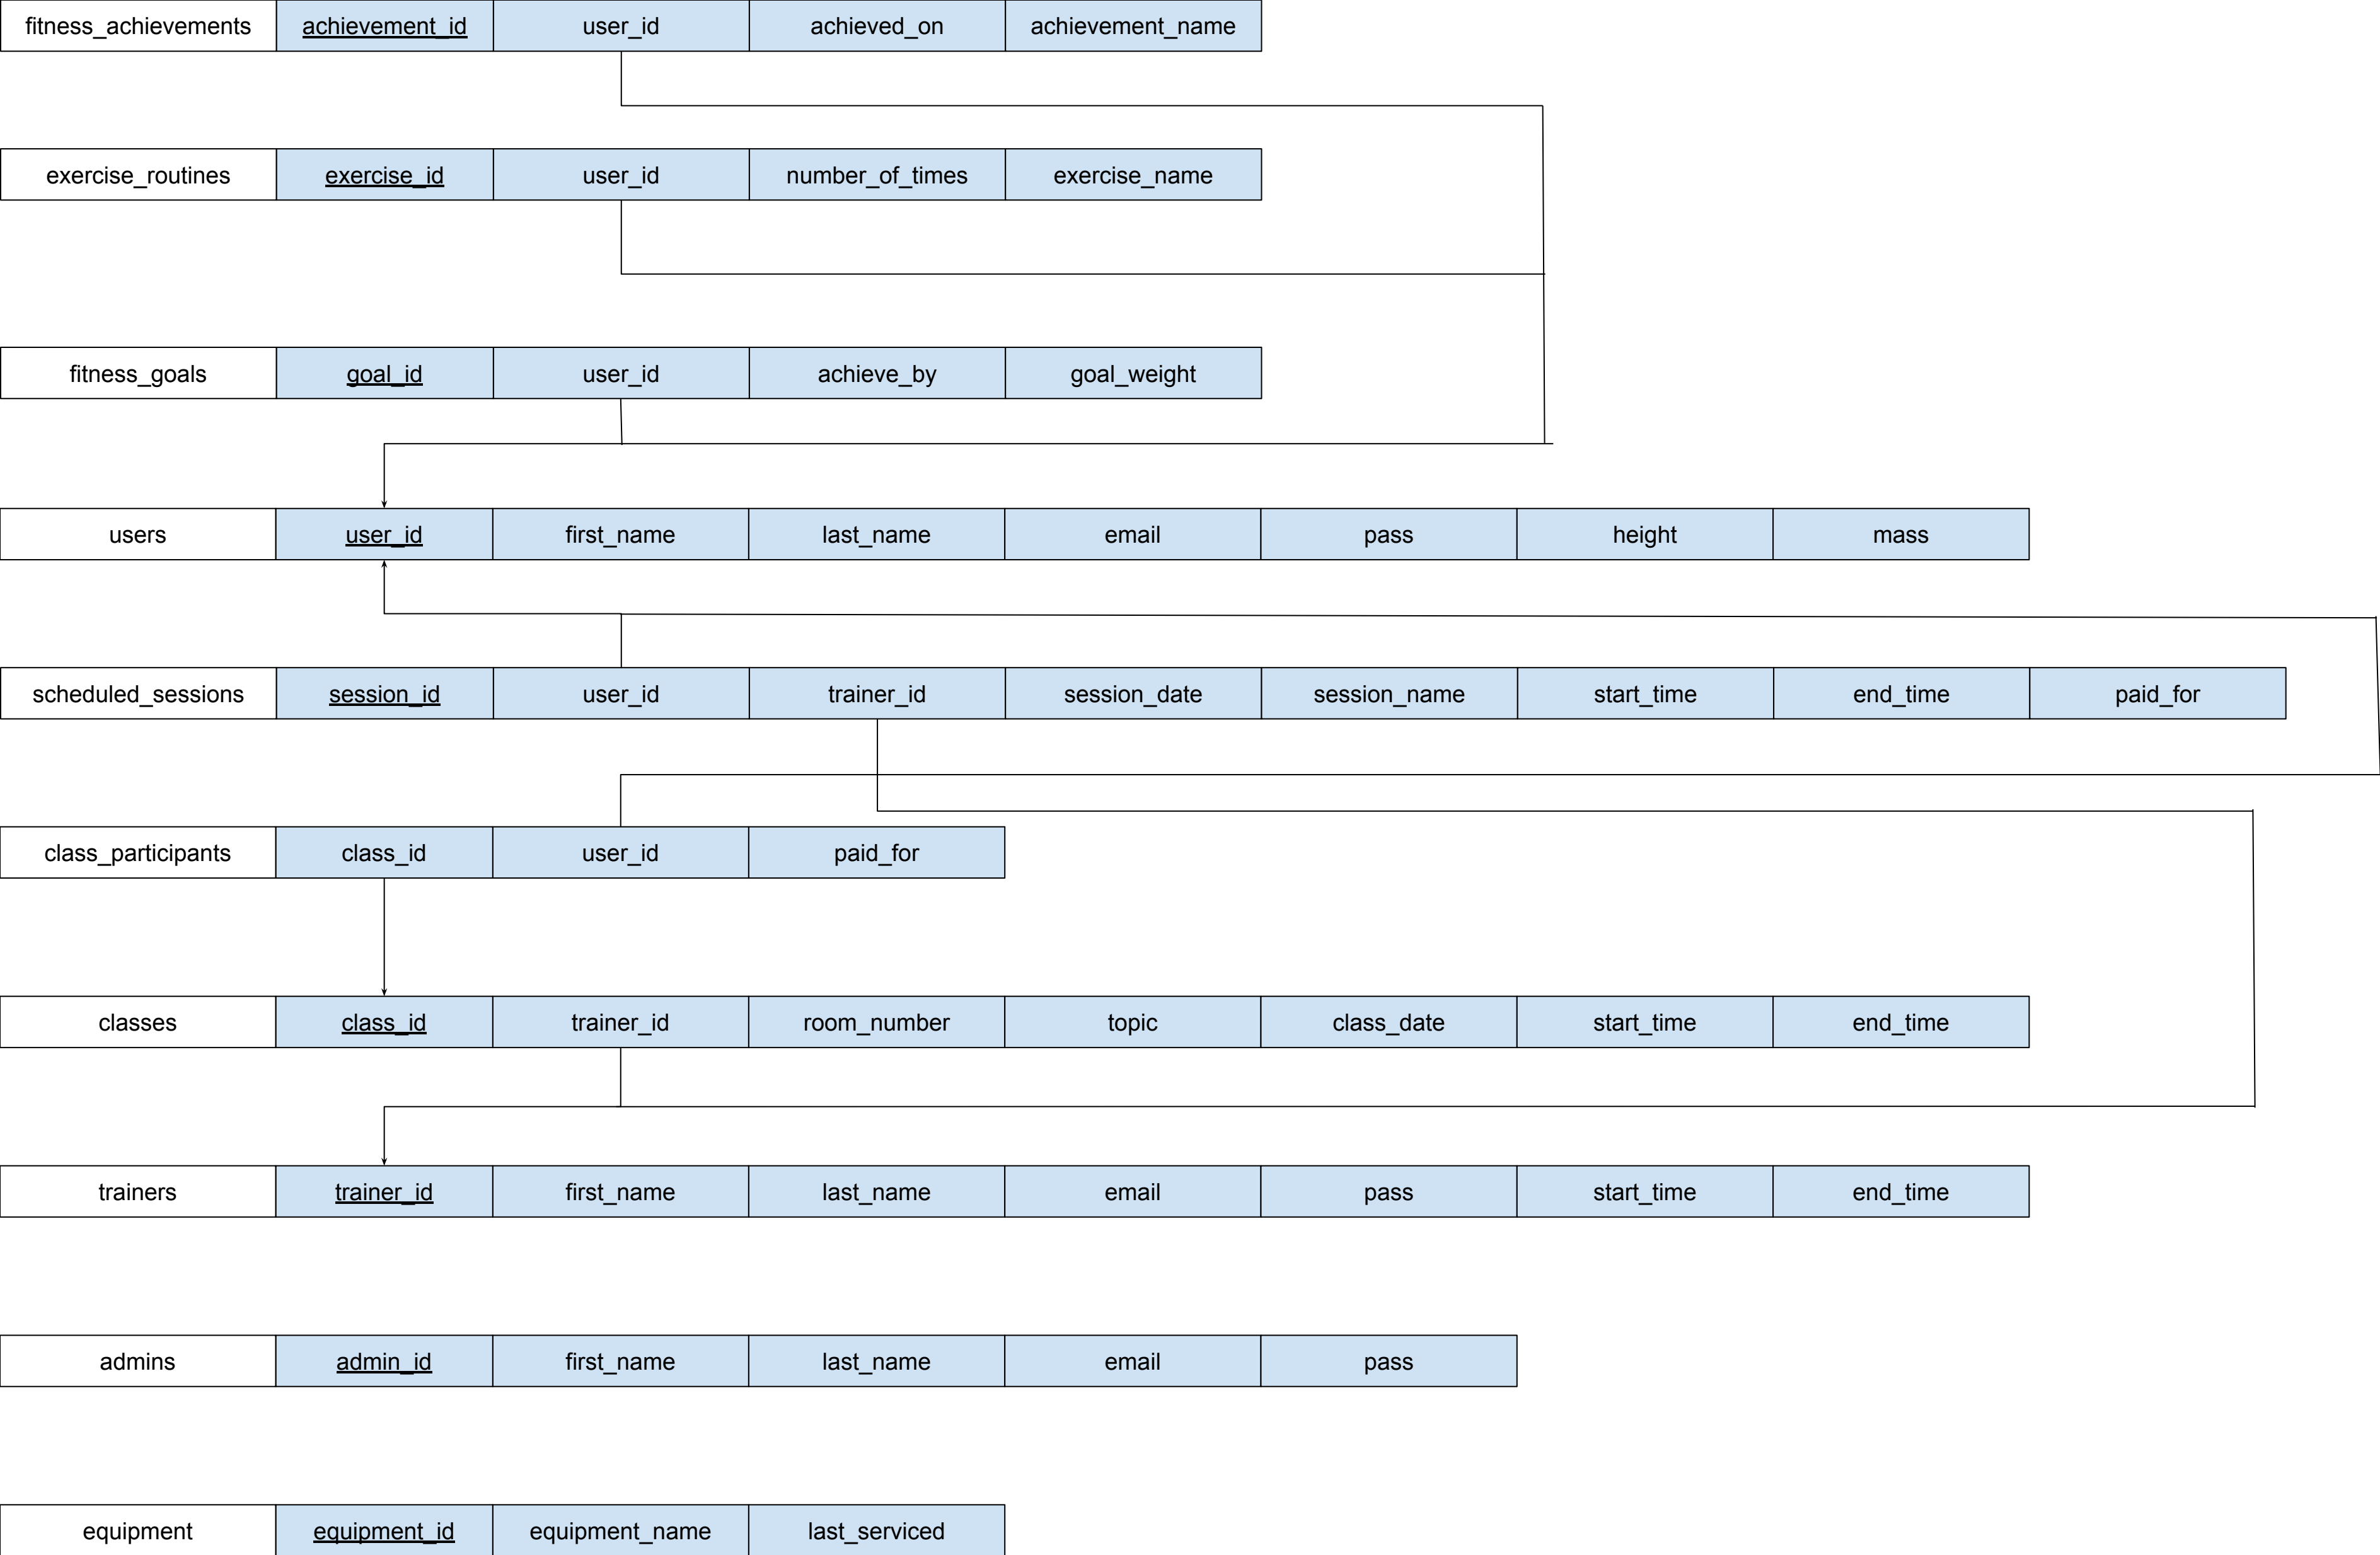 fitness_achievements achievement_id user_id achieved_on achievement_name
exercise_routines exercise_id user_id number_of_times exercise_name
fitness_goals goal_id user_id achieve_by goal_weight
users user_id first_name last_name email pass height mass
scheduled_sessions session_id user_id trainer_id session_date session_name start_time end_time paid_for
class_participants class_id user_id paid_for
classes class_id trainer_id room_number topic class_date start_time end_time
trainers trainer_id first_name last_name email pass start_time end_time
admins admin_id first_name last_name email pass
equipment equipment_id equipment_name last_serviced